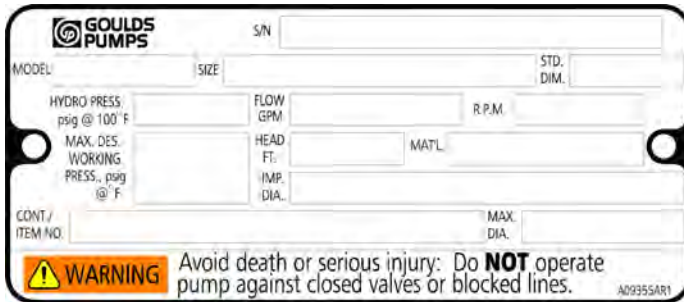 GOULDS
PUMPS
S/N
MODEL
SIZE
STD.
DIM.
HYDRO PRESS.
psig @ 100°F
FLOW
GPM
R.P.M.
MAX. DES.
WORKING
PRESS., psig
@°F
HEAD
FT.
MAT'L.
IMP.
DIA.
CONT./
ITEM NO.
MAX.
DIA.
WARNING
Avoid death or serious injury: Do NOT operate
pump against closed valves or blocked lines.
A09355AR1